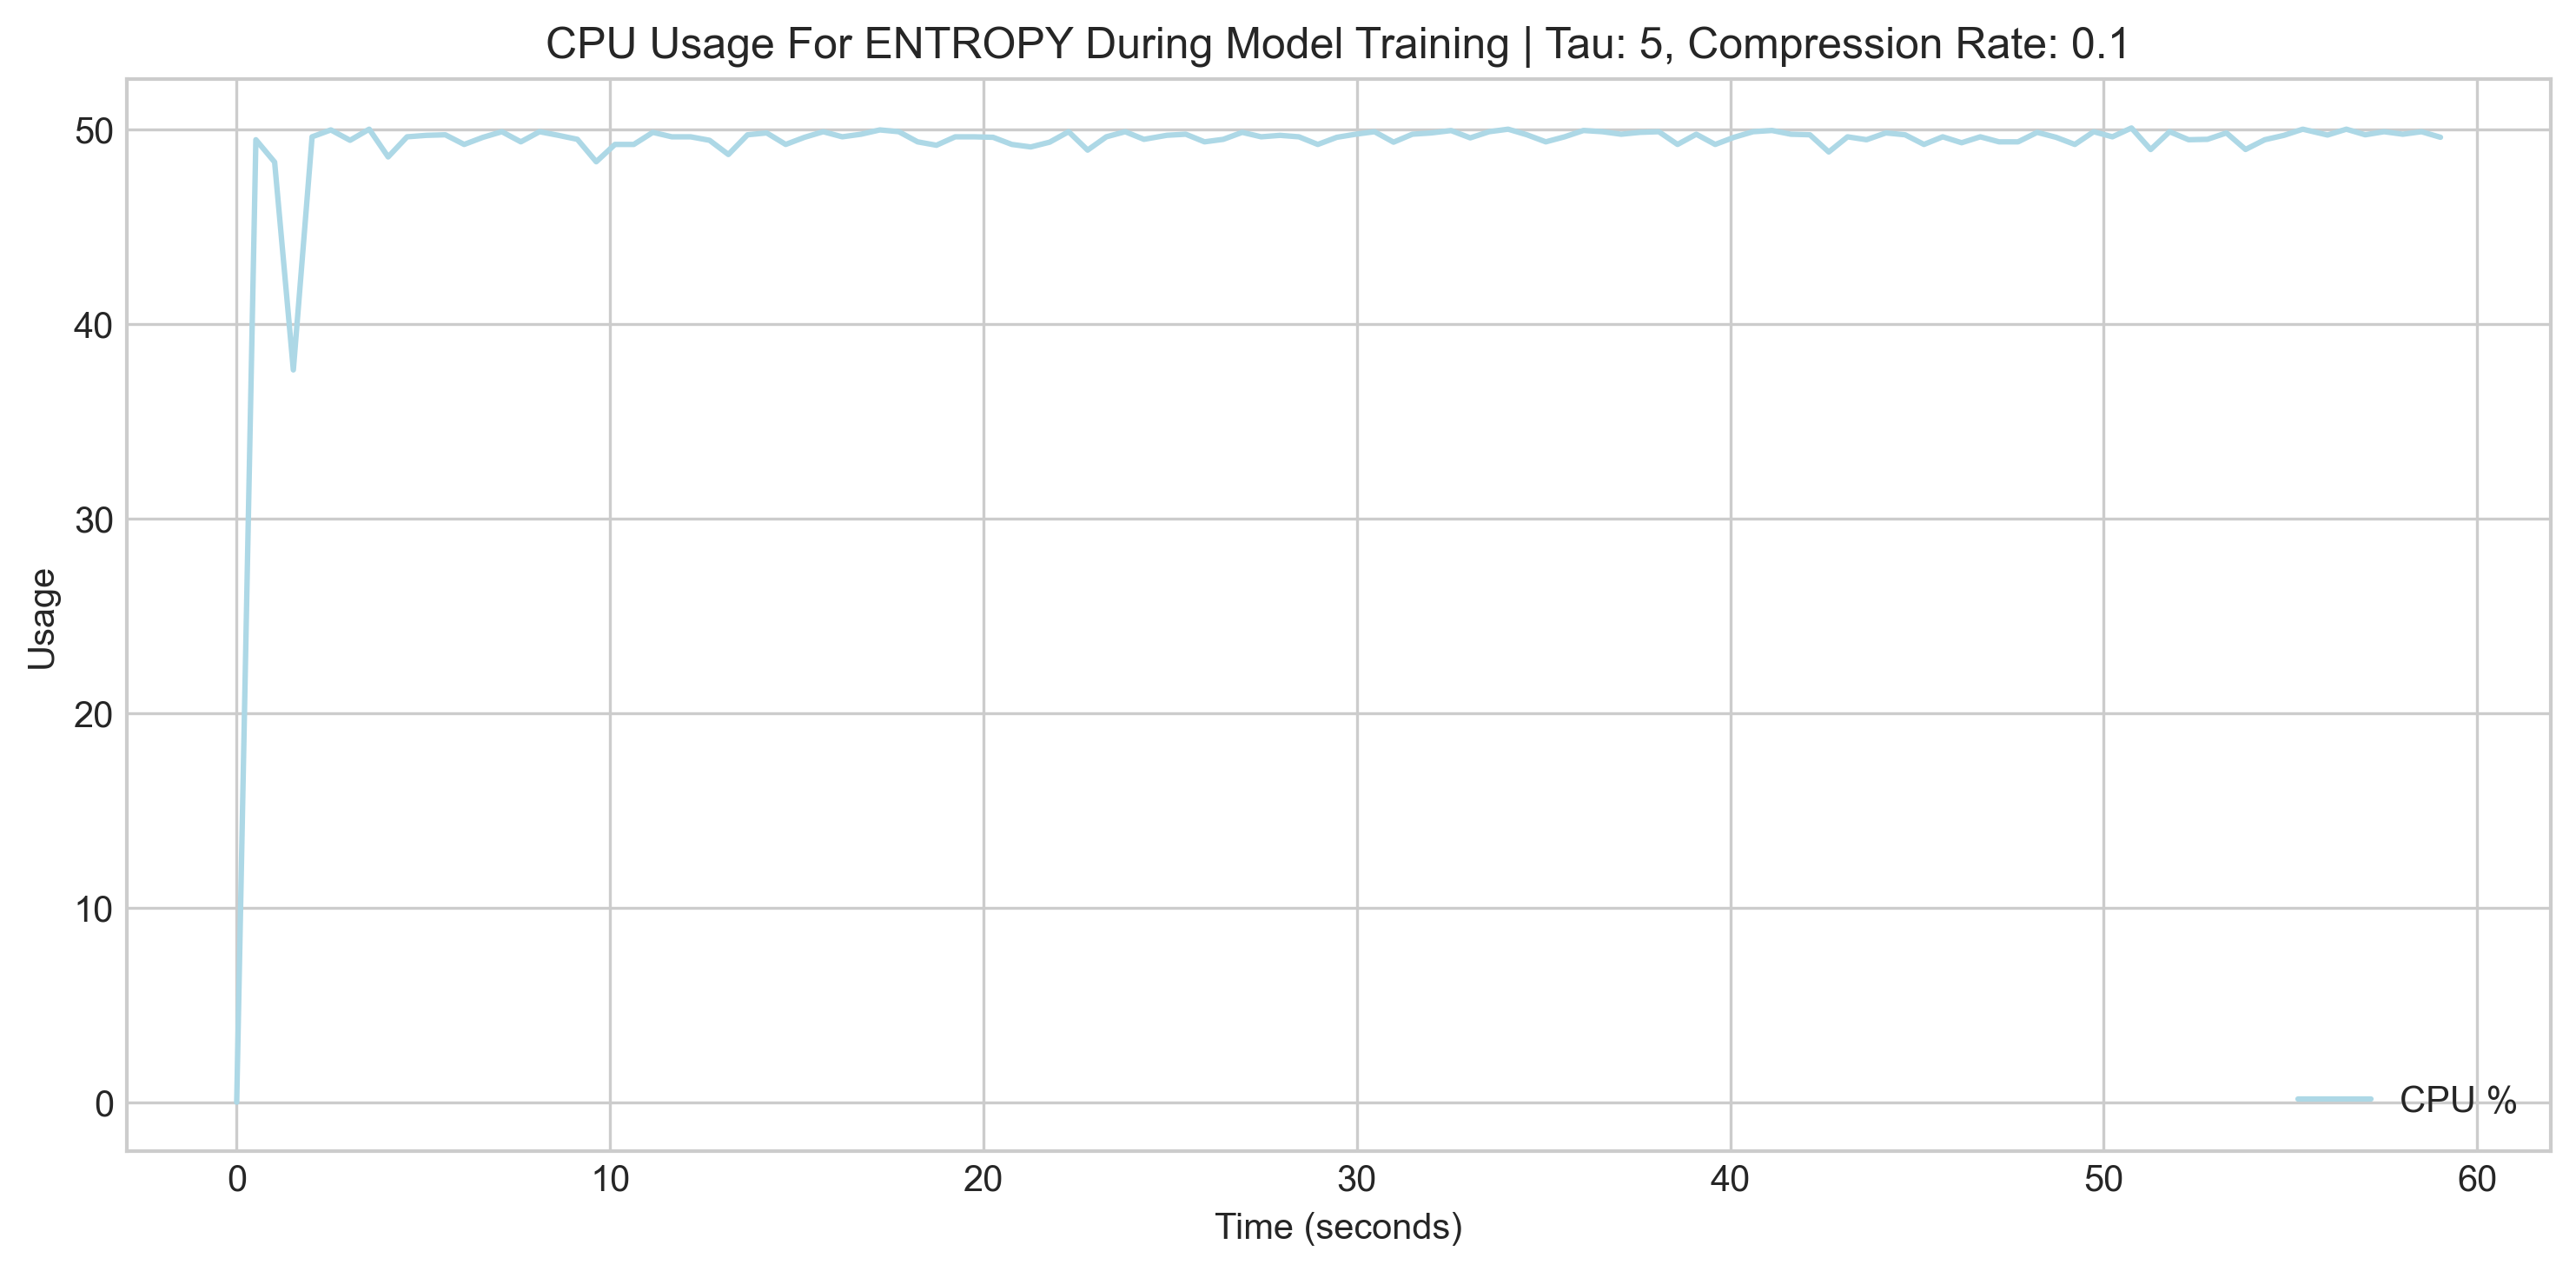 CPU Usage For ENTROPY During Model Training | Tau: 5, Compression Rate: 0.1
50
40
30
20
10
0
Usage
CPU %
0 10 20 30 40 50 60
Time (seconds)